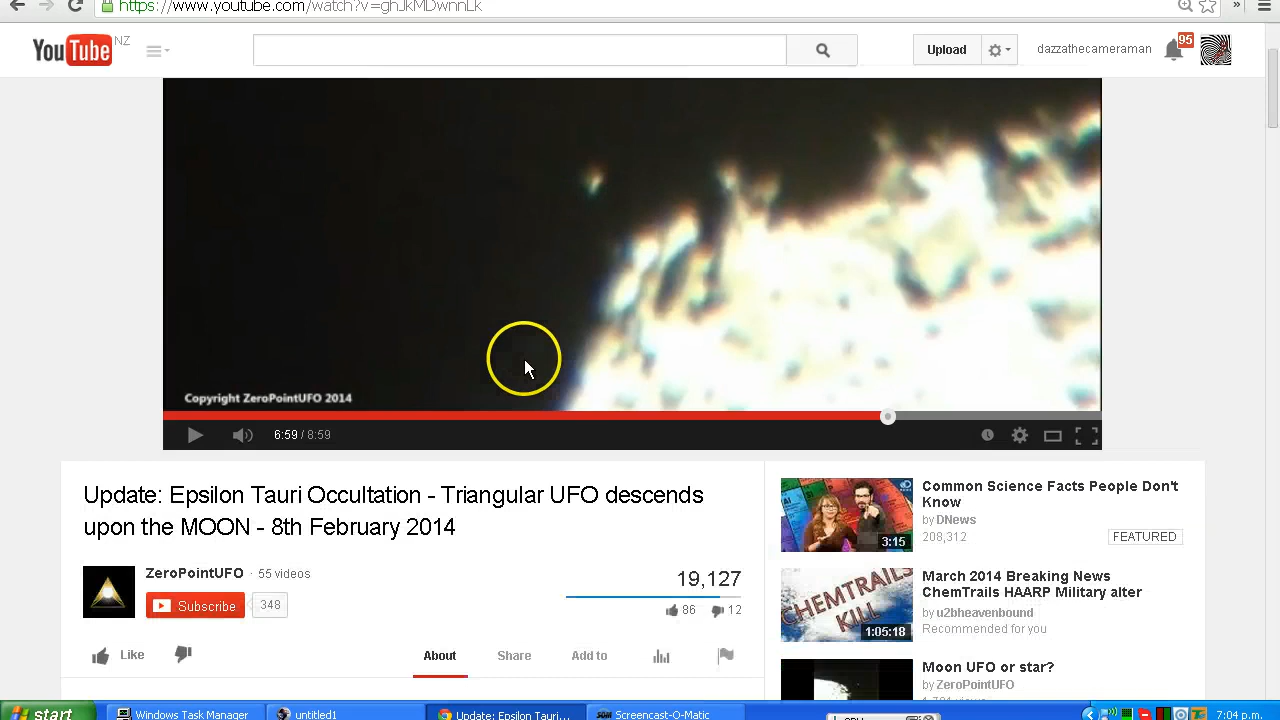 https://www.youtube.com/watch?v=ghJkMDwnnLk
YouTube NZ
Upload
dazzathecameraman
95
Copyright ZeroPointUFO 2014
6:59 / 8:59
Update: Epsilon Tauri Occultation - Triangular UFO descends
upon the MOON - 8th February 2014
ZeroPointUFO · 55 videos
Subscribe 348
19,127
86 12
Like
About Share Add to
Common Science Facts People Don't
Know
by DNews
208,312
FEATURED
3:15
March 2014 Breaking News
ChemTrails HAARP Military alter
by u2bheavenbound
Recommended for you
CHEMTRAILS
KILL
1:05:18
Moon UFO or star?
by ZeroPointUFO
start
Windows Task Manager
untitled1
Update: Epsilon Tauri...
Screencast-O-Matic
7:04 p.m.